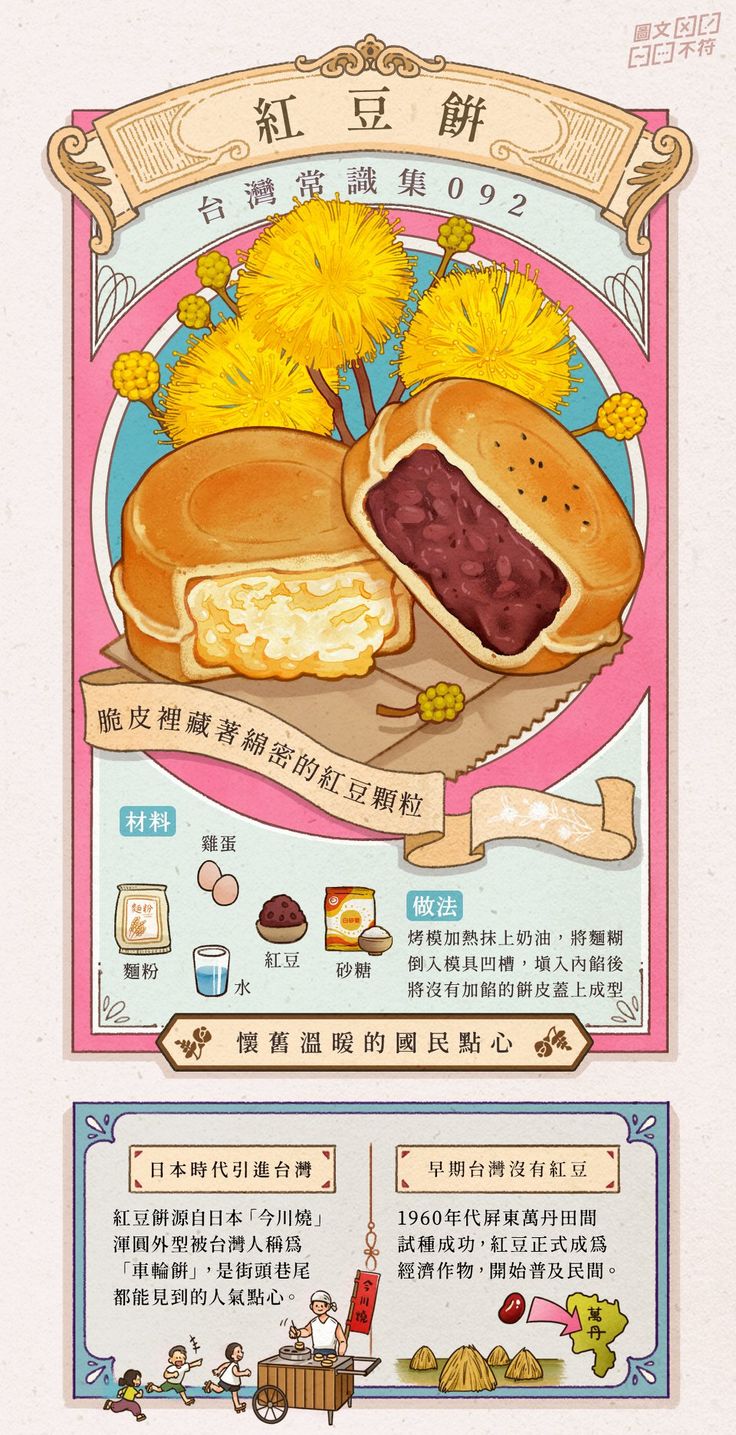 圖文
不符
紅豆餅
台灣常識集092
脆皮裡藏著綿密的紅豆顆粒
材料
雞蛋
麵粉
麵粉
水
紅豆
白砂糖
砂糖
做法
烤模加熱抹上奶油，將麵糊
倒入模具凹槽，填入內餡後
將沒有加餡的餅皮蓋上成型
懷舊溫暖的國民點心
日本時代引進台灣
紅豆餅源自日本「今川燒」
渾圓外型被台灣人稱為
「車輪餅」，是街頭巷尾
都能見到的人氣點心。
今川燒
早期台灣沒有紅豆
1960年代屏東萬丹田間
試種成功，紅豆正式成為
經濟作物，開始普及民間。
萬丹